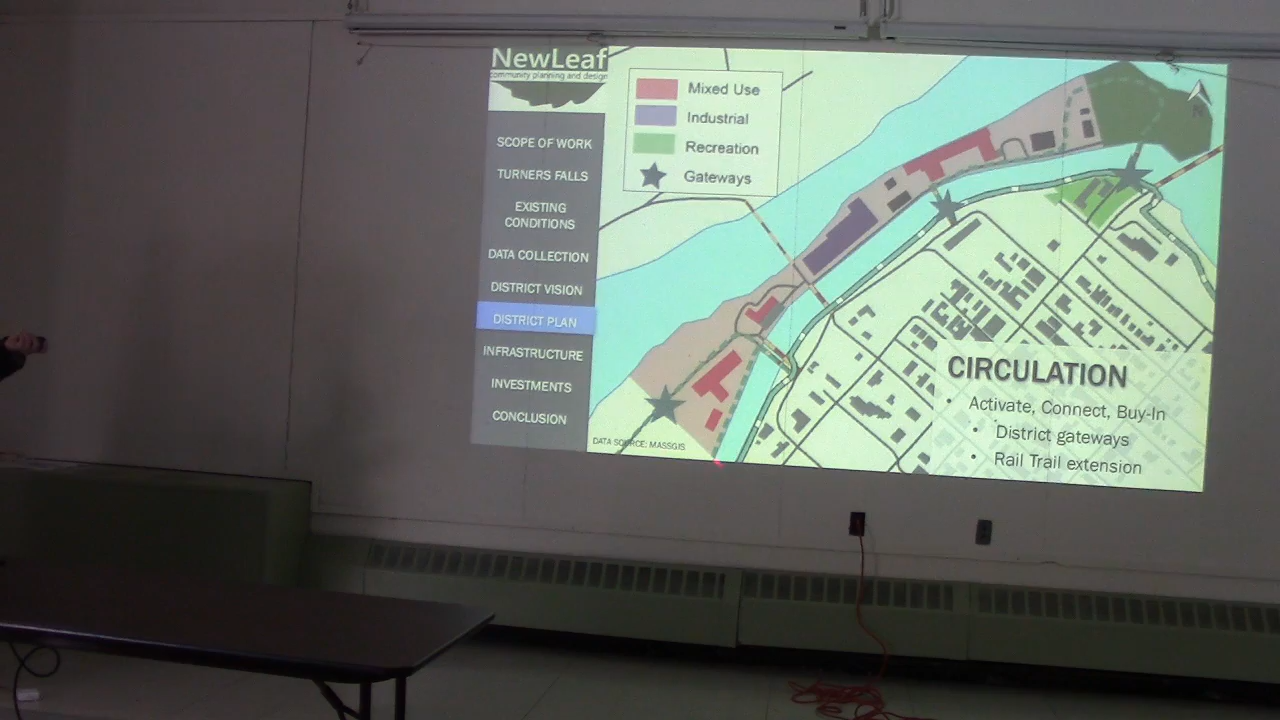 NewLeaf
community planning and design
SCOPE OF WORK
TURNERS FALLS
EXISTING
CONDITIONS
DATA COLLECTION
DISTRICT VISION
DISTRICT PLAN
INFRASTRUCTURE
INVESTMENTS
CONCLUSION
Mixed Use
Industrial
Recreation
Gateways
N
DATA SOURCE: MASSGIS
CIRCULATION
• Activate, Connect, Buy-In
• District gateways
• Rail Trail extension